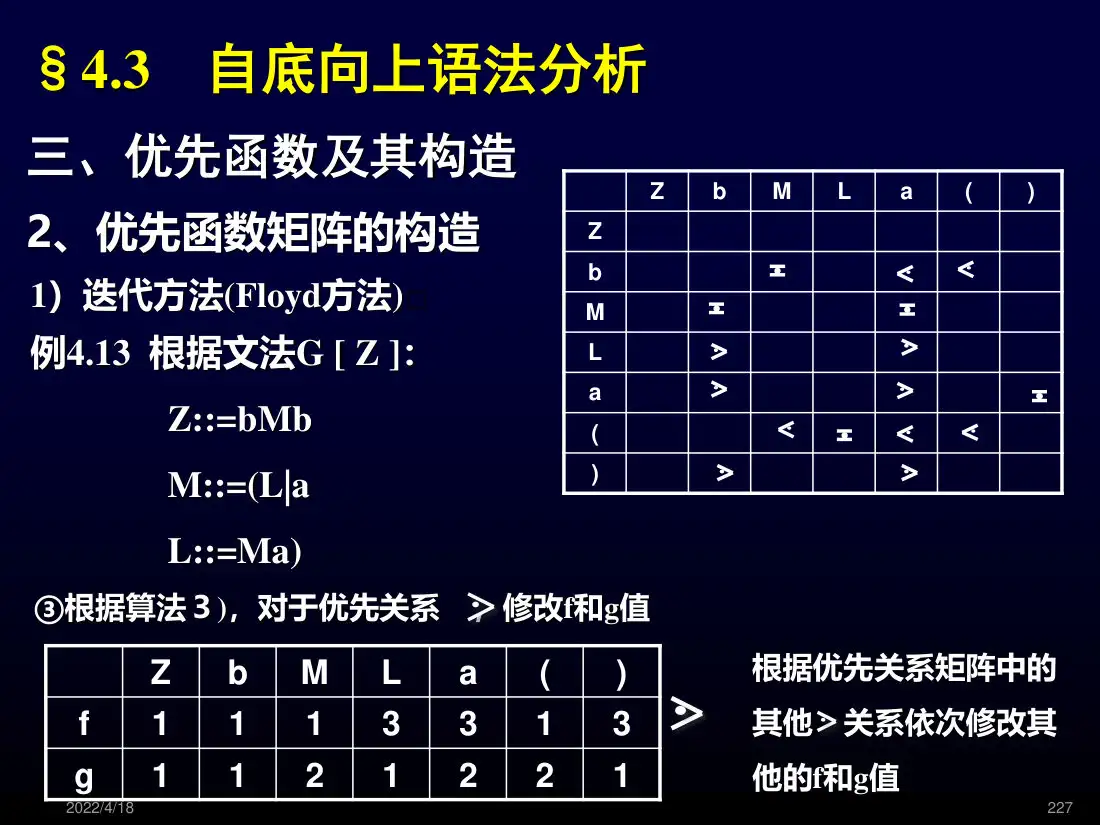 §4.3 自底向上语法分析
三、优先函数及其构造
2、优先函数矩阵的构造
1）迭代方法(Floyd方法)
例4.13 根据文法G [ Z ]：
Z::=bMb
M::=(L|a
L::=Ma)
Z b M L a ( )
Z
b ≖ ⋖ ⋖
M ≖ ≖
L ⋗ ⋗
a ⋗ ⋗ ≖
( ⋖ ≖ ⋖ ⋖
) ⋗ ⋗
③根据算法３)，对于优先关系 ⋗ 修改f和g值
Z b M L a ( )
f 1 1 1 3 3 1 3
g 1 1 2 1 2 2 1
⋗
根据优先关系矩阵中的
其他⋗关系依次修改其
他的f和g值
2022/4/18
227